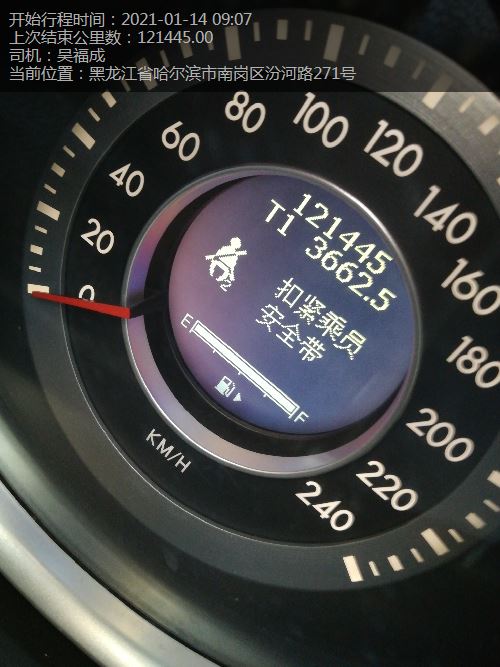 开始行程时间：2021-01-14 09:07
上次结束公里数：121445.00
司机：吴福成
当前位置：黑龙江省哈尔滨市南岗区汾河路271号
0
20
40
60
80
100
120
140
160
180
200
220
240
121445
T1 3662.5
2
扣紧乘员
安全带
E
F
KM/H